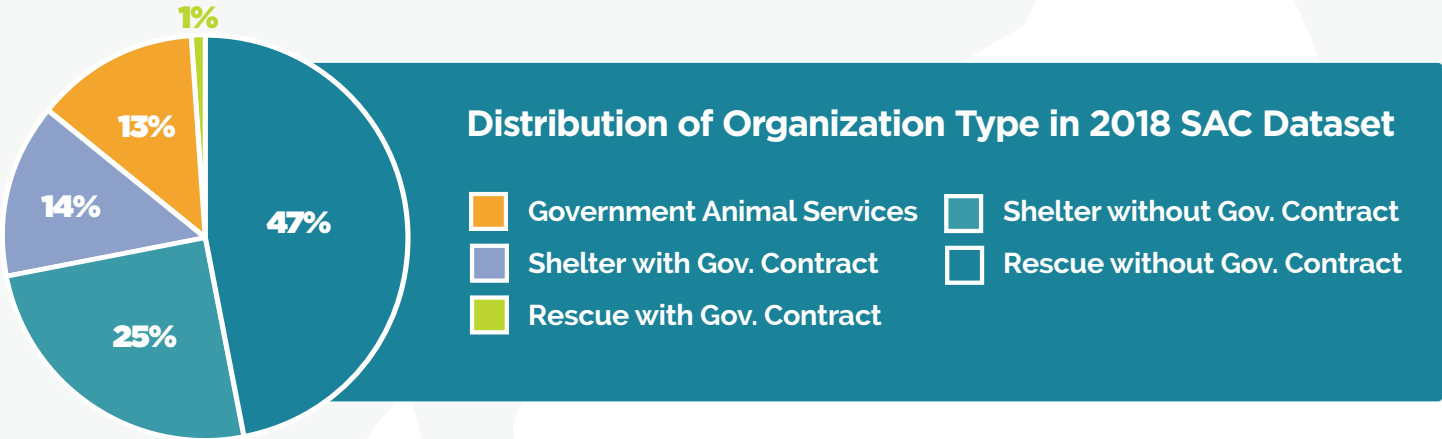 1%
13%
14%
47%
25%
Distribution of Organization Type in 2018 SAC Dataset
Government Animal Services
Shelter with Gov. Contract
Rescue with Gov. Contract
Shelter without Gov. Contract
Rescue without Gov. Contract